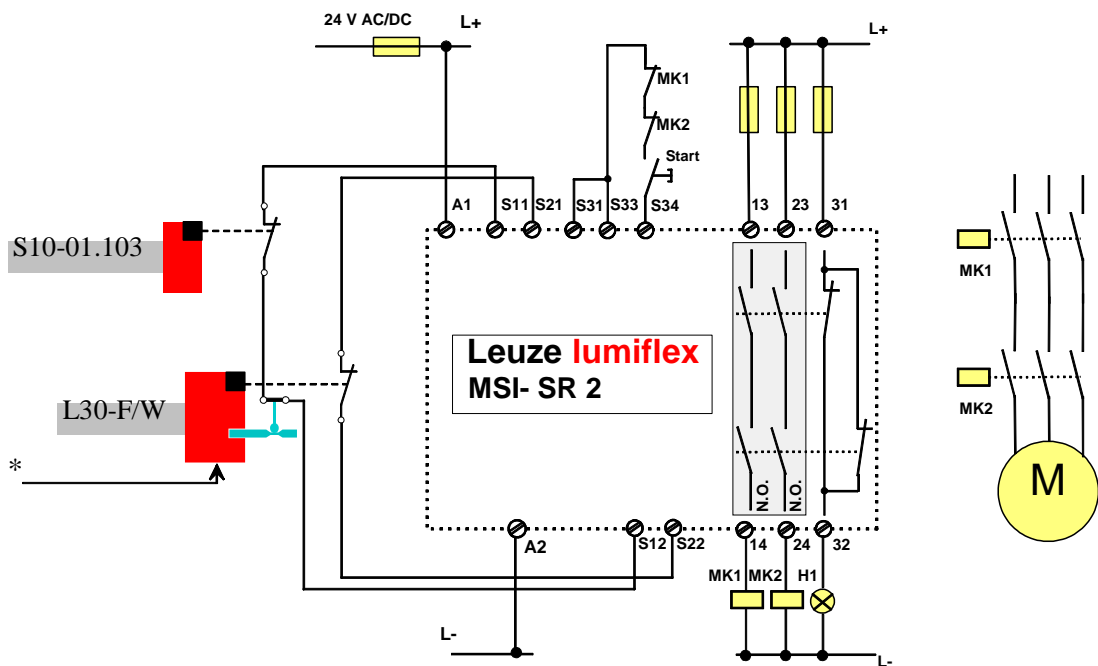 24 V AC/DC
L+
L+
MK1
MK2
Start
A1
S11
S21
S31
S33
S34
13
23
31
S10-01.103
MK1
Leuze lumiflex
MSI- SR 2
MK2
L30-F/W
*
M
N.O.
N.O.
A2
S12
S22
14
24
32
MK1
MK2
H1
L-
L-